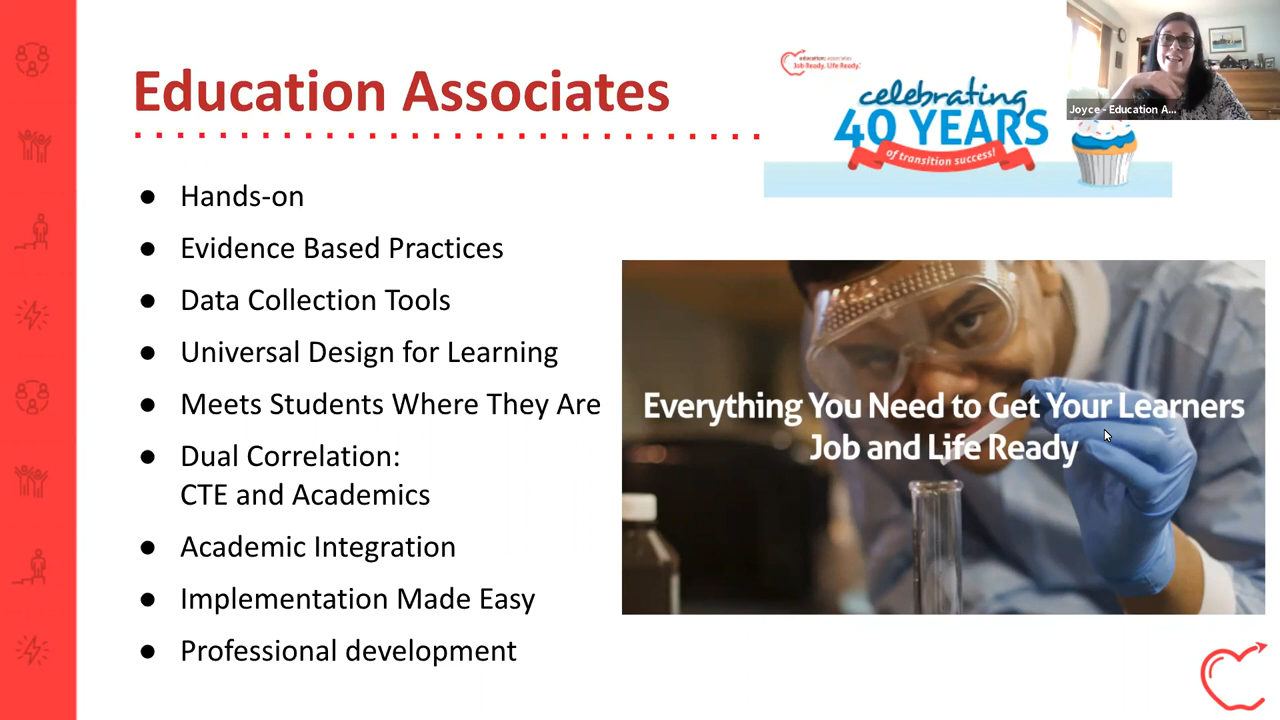 Education Associates
education associates
Job Ready. Life Ready.
celebrating
40 YEARS
of transition success!
Joyce - Education A...
● Hands-on
● Evidence Based Practices
● Data Collection Tools
● Universal Design for Learning
● Meets Students Where They Are
● Dual Correlation:
CTE and Academics
● Academic Integration
● Implementation Made Easy
● Professional development
Everything You Need to Get Your Learners
Job and Life Ready